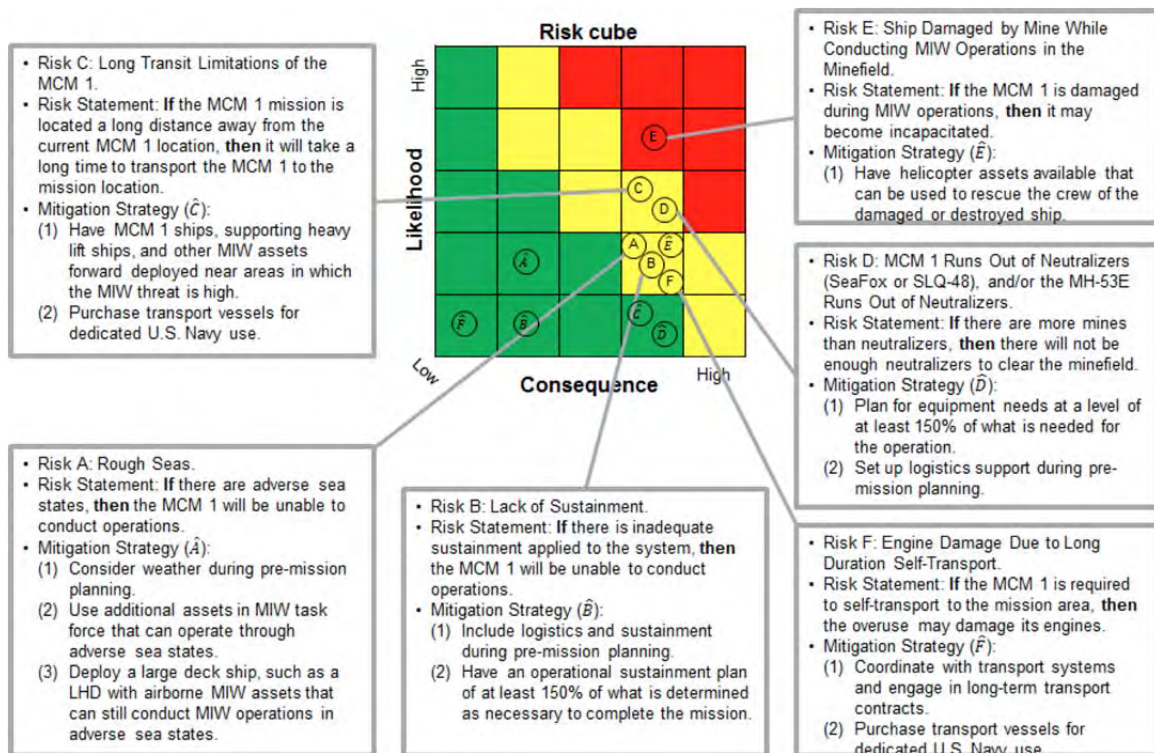 Risk cube
High
Likelihood
Low
Consequence
High
E
C
D
A
Ê
B
F
Â
F̂
B̂
Ĉ
D̂
• Risk C: Long Transit Limitations of the
MCM 1.
• Risk Statement: If the MCM 1 mission is
located a long distance away from the
current MCM 1 location, then it will take a
long time to transport the MCM 1 to the
mission location.
• Mitigation Strategy (Ĉ):
(1) Have MCM 1 ships, supporting heavy
lift ships, and other MIW assets
forward deployed near areas in which
the MIW threat is high.
(2) Purchase transport vessels for
dedicated U.S. Navy use.
• Risk E: Ship Damaged by Mine While
Conducting MIW Operations in the
Minefield.
• Risk Statement: If the MCM 1 is damaged
during MIW operations, then it may
become incapacitated.
• Mitigation Strategy (Ê):
(1) Have helicopter assets available that
can be used to rescue the crew of the
damaged or destroyed ship.
• Risk D: MCM 1 Runs Out of Neutralizers
(SeaFox or SLQ-48), and/or the MH-53E
Runs Out of Neutralizers.
• Risk Statement: If there are more mines
than neutralizers, then there will not be
enough neutralizers to clear the minefield.
• Mitigation Strategy (D̂):
(1) Plan for equipment needs at a level of
at least 150% of what is needed for
the operation.
(2) Set up logistics support during pre-
mission planning.
• Risk A: Rough Seas.
• Risk Statement: If there are adverse sea
states, then the MCM 1 will be unable to
conduct operations.
• Mitigation Strategy (Â):
(1) Consider weather during pre-mission
planning.
(2) Use additional assets in MIW task
force that can operate through
adverse sea states.
(3) Deploy a large deck ship, such as a
LHD with airborne MIW assets that
can still conduct MIW operations in
adverse sea states.
• Risk B: Lack of Sustainment.
• Risk Statement: If there is inadequate
sustainment applied to the system, then
the MCM 1 will be unable to conduct
operations.
• Mitigation Strategy (B̂):
(1) Include logistics and sustainment
during pre-mission planning.
(2) Have an operational sustainment plan
of at least 150% of what is determined
as necessary to complete the mission.
• Risk F: Engine Damage Due to Long
Duration Self-Transport.
• Risk Statement: If the MCM 1 is required
to self-transport to the mission area, then
the overuse may damage its engines.
• Mitigation Strategy (F̂):
(1) Coordinate with transport systems
and engage in long-term transport
contracts.
(2) Purchase transport vessels for
dedicated U.S. Navy use.